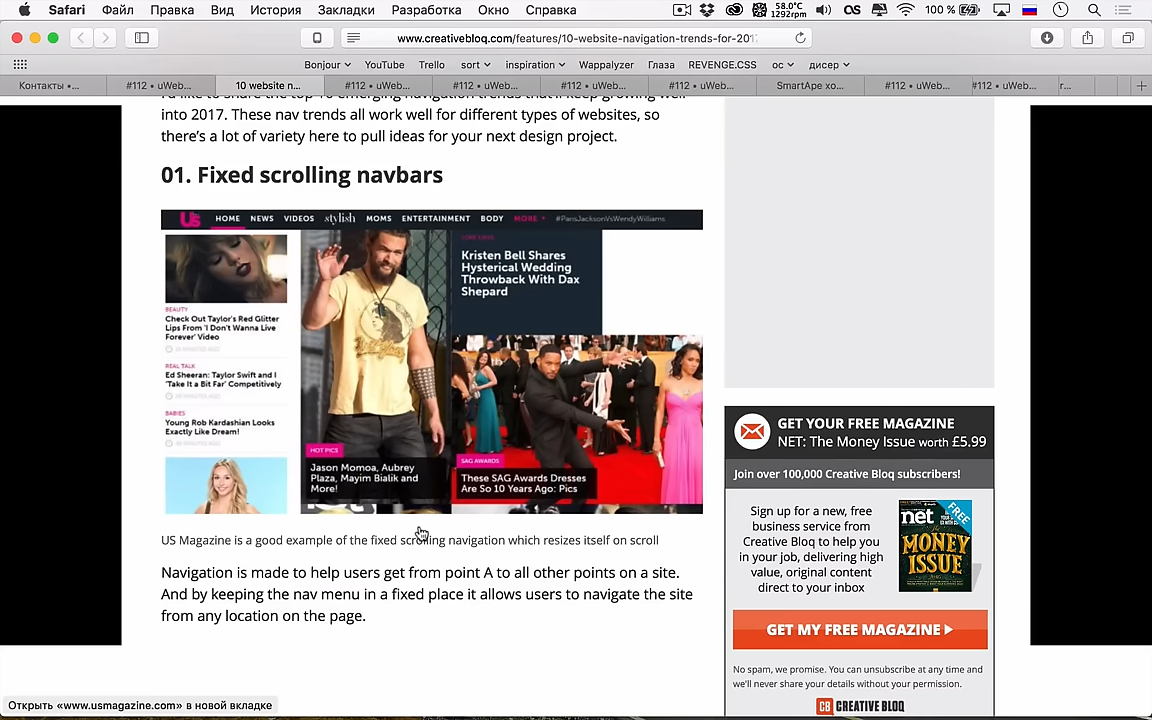 Safari Файл Правка Вид История Закладки Разработка Окно Справка
58.0°C
1292rpm
100 %
www.creativebloq.com/features/10-website-navigation-trends-for-201
Bonjour YouTube Trello sort inspiration Wappalyzer Глаза REVENGE.CSS ос дисер
Контакты •...
#112 • uWeb...
10 website n...
#112 • uWeb...
#112 • uWeb...
#112 • uWeb...
#112 • uWeb...
SmartApe хо...
#112 • uWeb...
#112 • uWeb...
г...
into 2017. These nav trends all work well for different types of websites, so
there's a lot of variety here to pull ideas for your next design project.
01. Fixed scrolling navbars
Us HOME NEWS VIDEOS stylish MOMS ENTERTAINMENT BODY MORE #ParisJacksonVsWendyWilliams
BEAUTY
Check Out Taylor's Red Glitter
Lips From 'I Don't Wanna Live
Forever' Video
REAL TALK
Ed Sheeran: Taylor Swift and I
'Take It a Bit Far' Competitively
BABIES
Young Rob Kardashian Looks
Exactly Like Dream!
HOT PICS
Jason Momoa, Aubrey
Plaza, Mayim Bialik and
More!
Kristen Bell Shares
Hysterical Wedding
Throwback With Dax
Shepard
SAG AWARDS
These SAG Awards Dresses
Are So 10 Years Ago: Pics
US Magazine is a good example of the fixed scrolling navigation which resizes itself on scroll
Navigation is made to help users get from point A to all other points on a site.
And by keeping the nav menu in a fixed place it allows users to navigate the site
from any location on the page.
GET YOUR FREE MAGAZINE
NET: The Money Issue worth £5.99
Join over 100,000 Creative Bloq subscribers!
Sign up for a new, free
business service from
Creative Bloq to help you
in your job, delivering high
value, original content
direct to your inbox
net
FREE
THE
MONEY
ISSUE
GET MY FREE MAGAZINE
No spam, we promise. You can unsubscribe at any time and
we'll never share your details without your permission.
CB CREATIVE BLOQ
Открыть «www.usmagazine.com» в новой вкладке